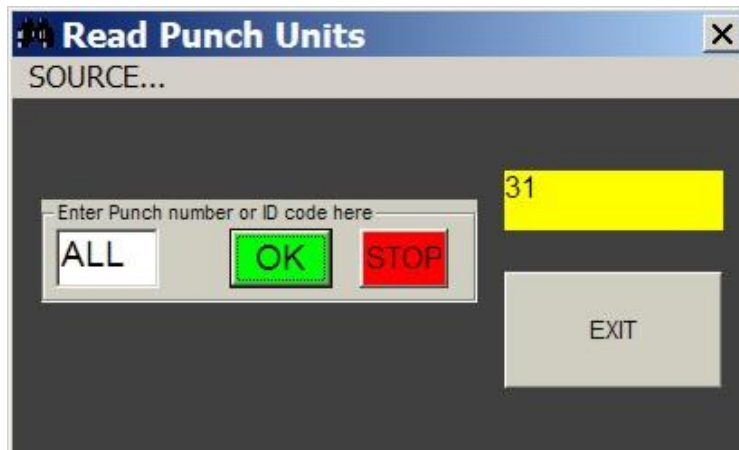 Read Punch Units
SOURCE...
31
Enter Punch number or ID code here
ALL
OK
STOP
EXIT